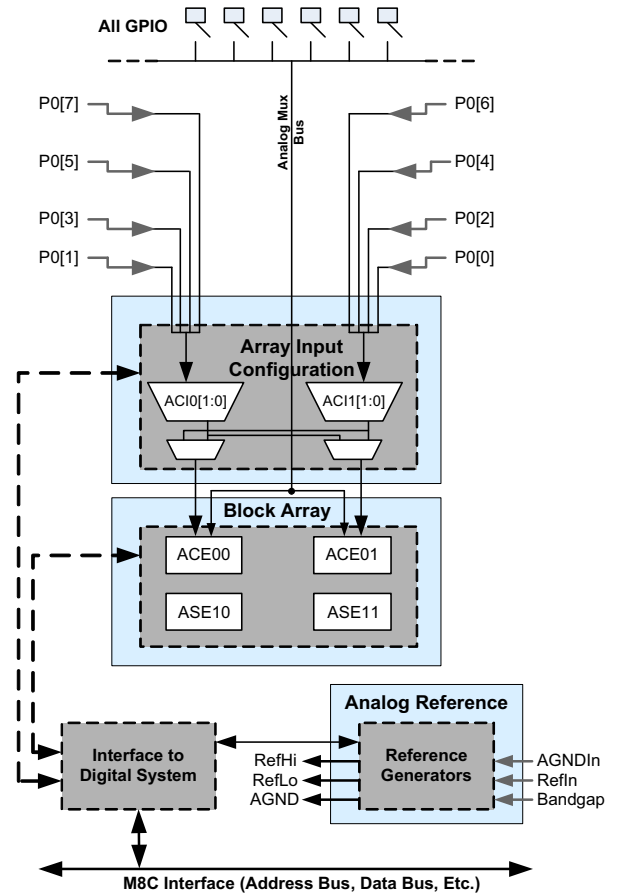 All GPIO
P0[7]
Analog Mux
Bus
P0[6]
P0[5]
P0[4]
P0[3]
P0[2]
P0[1]
P0[0]
Array Input
Configuration
ACI0[1:0]
ACI1[1:0]
Block Array
ACE00
ACE01
ASE10
ASE11
Analog Reference
Interface to
Digital System
RefHi
RefLo
AGND
Reference
Generators
AGNDIn
RefIn
Bandgap
M8C Interface (Address Bus, Data Bus, Etc.)